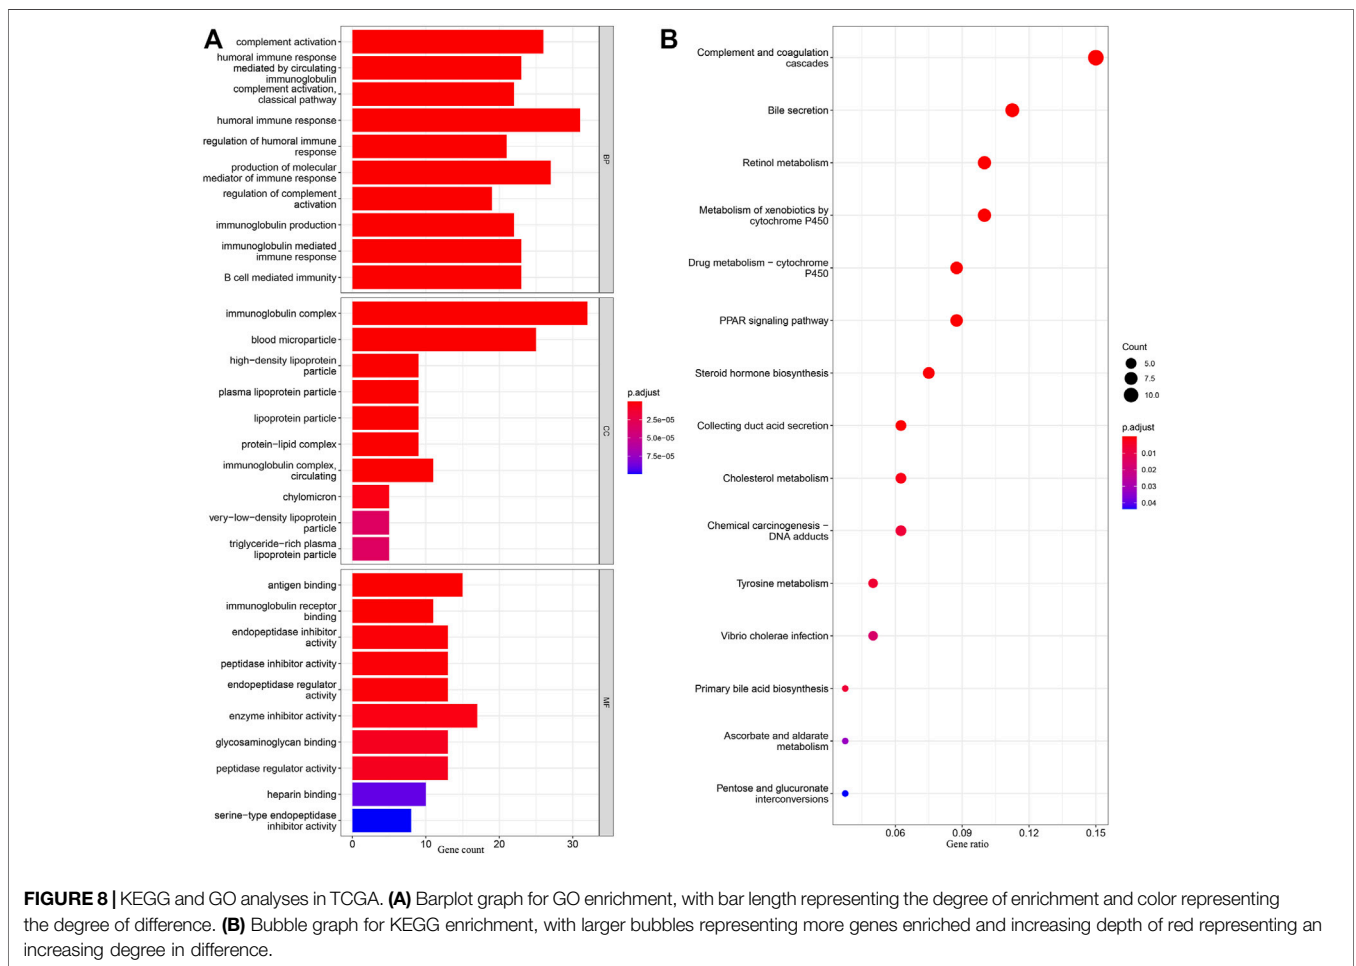 A
complement activation
humoral immune response
mediated by circulating
immunoglobulin
complement activation,
classical pathway
humoral immune response
regulation of humoral immune
response
production of molecular
mediator of immune response
regulation of complement
activation
immunoglobulin production
immunoglobulin mediated
immune response
B cell mediated immunity
BP
immunoglobulin complex
blood microparticle
high−density lipoprotein
particle
plasma lipoprotein particle
lipoprotein particle
protein−lipid complex
immunoglobulin complex,
circulating
chylomicron
very−low−density lipoprotein
particle
triglyceride−rich plasma
lipoprotein particle
CC
antigen binding
immunoglobulin receptor
binding
endopeptidase inhibitor
activity
peptidase inhibitor activity
endopeptidase regulator
activity
enzyme inhibitor activity
glycosaminoglycan binding
peptidase regulator activity
heparin binding
serine−type endopeptidase
inhibitor activity
MF
0 10 20 30
Gene count
p.adjust
2.5e−05
5.0e−05
7.5e−05
B
Complement and coagulation
cascades
Bile secretion
Retinol metabolism
Metabolism of xenobiotics by
cytochrome P450
Drug metabolism − cytochrome
P450
PPAR signaling pathway
Steroid hormone biosynthesis
Collecting duct acid secretion
Cholesterol metabolism
Chemical carcinogenesis −
DNA adducts
Tyrosine metabolism
Vibrio cholerae infection
Primary bile acid biosynthesis
Ascorbate and aldarate
metabolism
Pentose and glucuronate
interconversions
0.06 0.09 0.12 0.15
Gene ratio
Count
5.0
7.5
10.0
p.adjust
0.01
0.02
0.03
0.04
FIGURE 8 | KEGG and GO analyses in TCGA. (A) Barplot graph for GO enrichment, with bar length representing the degree of enrichment and color representing
the degree of difference. (B) Bubble graph for KEGG enrichment, with larger bubbles representing more genes enriched and increasing depth of red representing an
increasing degree in difference.